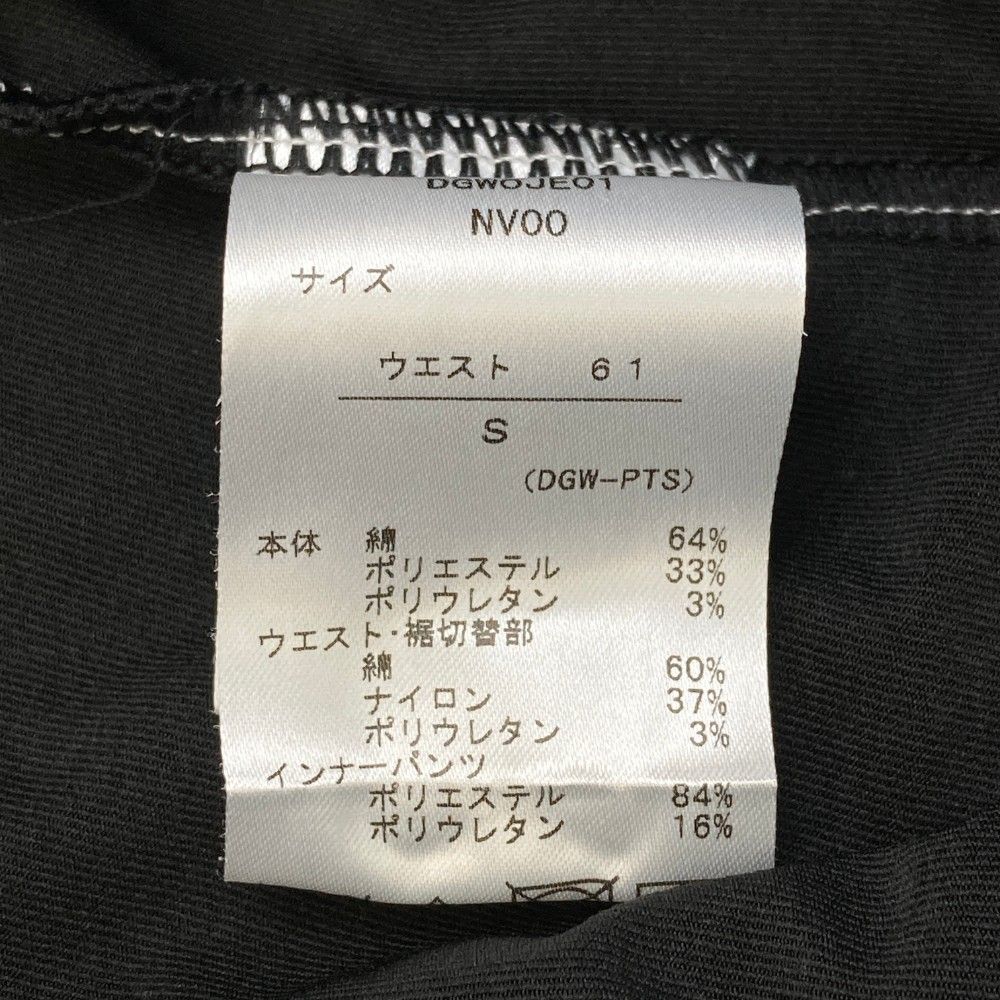 DGWOJE01
NV00
サイズ
ウエスト 61
S
(DGW-PTS)
本体 綿 64%
ポリエステル 33%
ポリウレタン 3%
ウエスト・裾切替部
綿 60%
ナイロン 37%
ポリウレタン 3%
インナーパンツ
ポリエステル 84%
ポリウレタン 16%